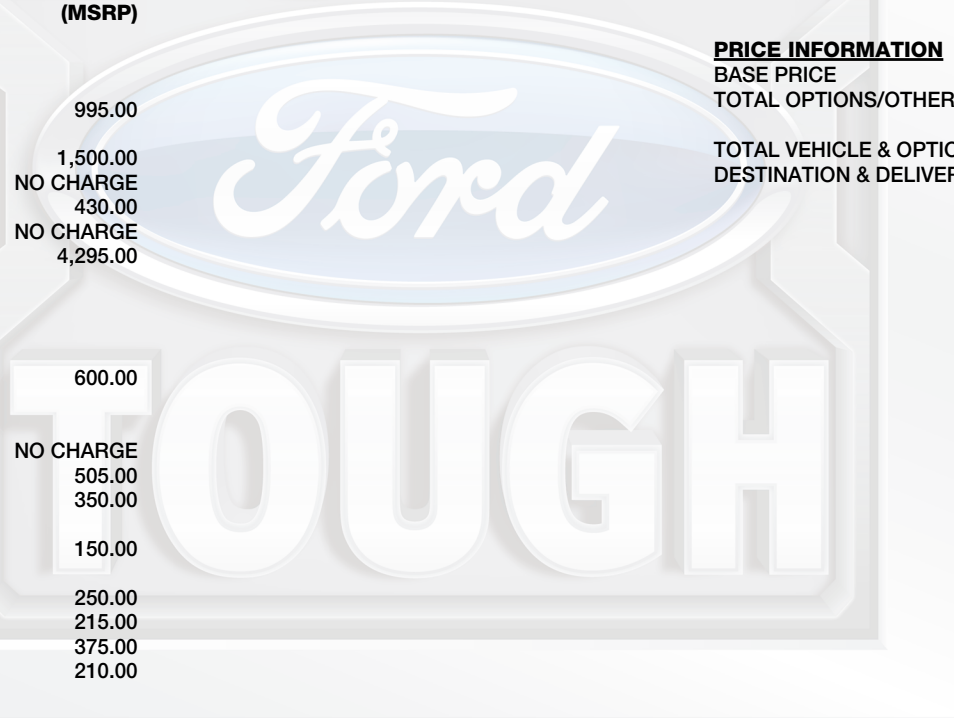 (MSRP)
995.00
1,500.00
NO CHARGE
430.00
NO CHARGE
4,295.00
600.00
NO CHARGE
505.00
350.00
150.00
250.00
215.00
375.00
210.00
PRICE INFORMATION
BASE PRICE
TOTAL OPTIONS/OTHER
TOTAL VEHICLE & OPTIO
DESTINATION & DELIVER
Ford
TOUGH